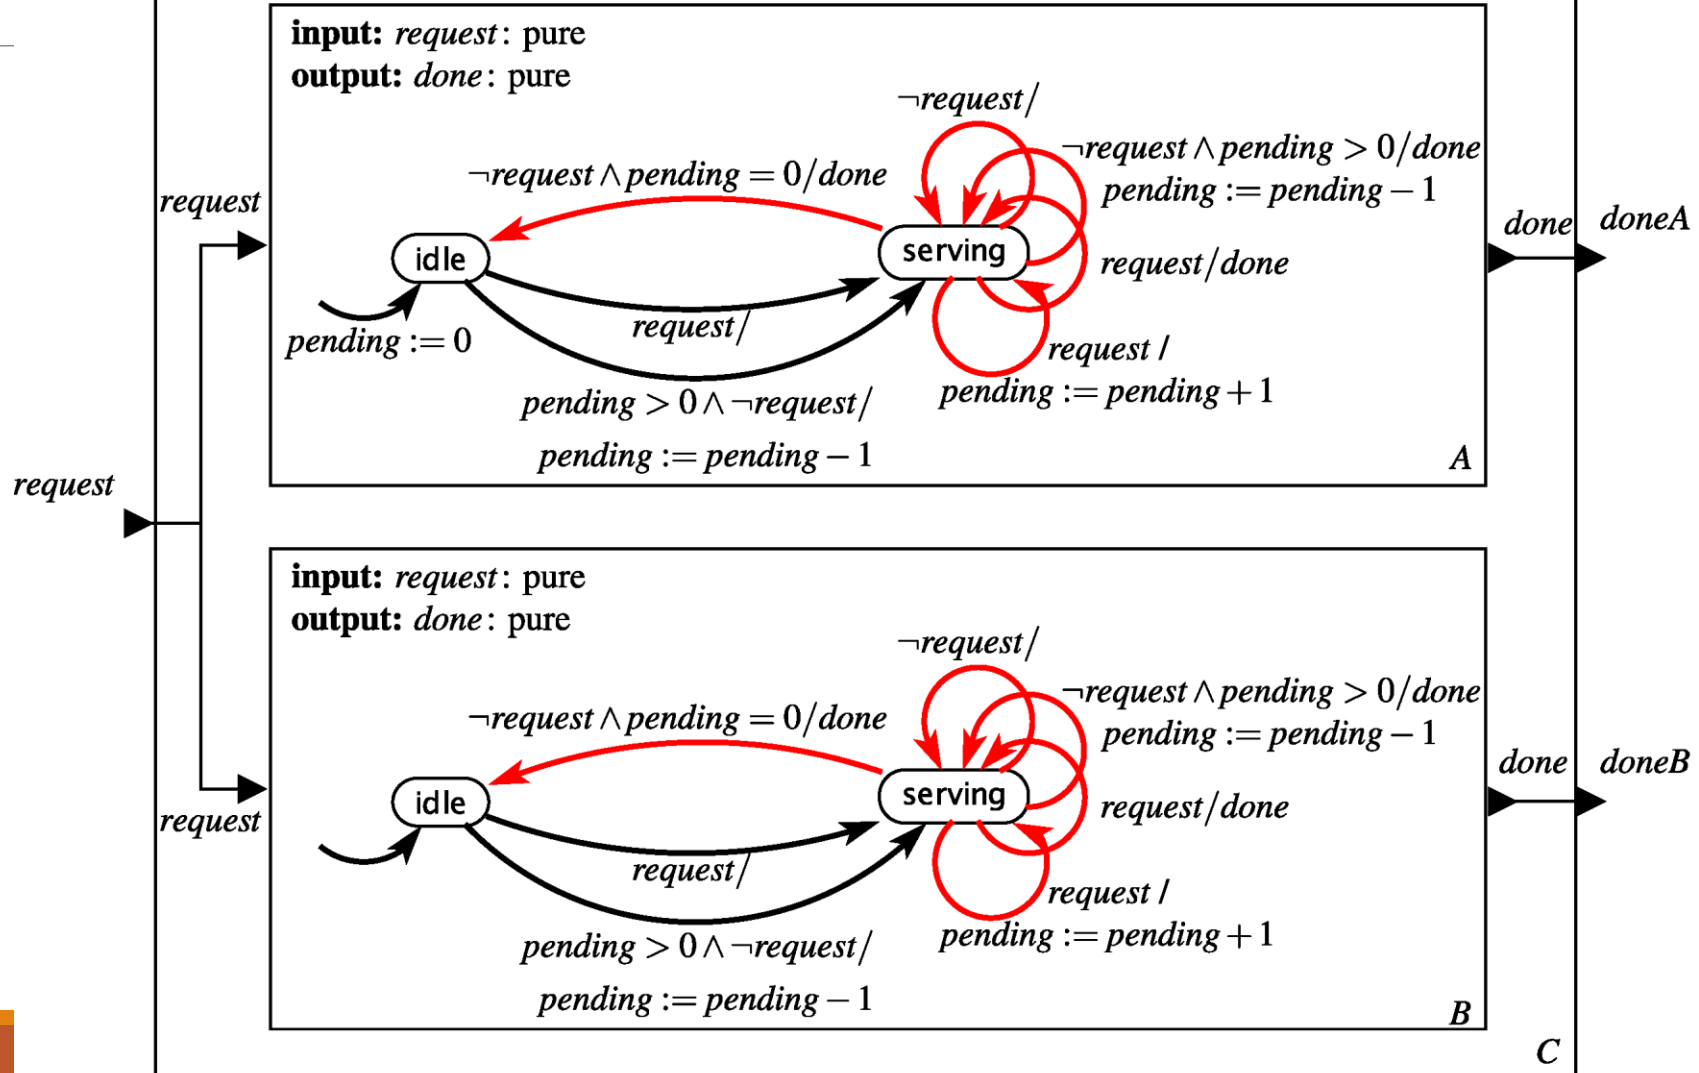 input: request: pure
output: done: pure
¬request/
¬request ∧ pending > 0/done
pending := pending − 1
¬request ∧ pending = 0/done
request
done
doneA
idle
serving
request/done
pending := 0
request/
request /
pending := pending + 1
pending > 0 ∧ ¬request/
pending := pending − 1
A
request
input: request: pure
output: done: pure
¬request/
¬request ∧ pending > 0/done
pending := pending − 1
¬request ∧ pending = 0/done
done
doneB
idle
serving
request/done
request
request/
request /
pending := pending + 1
pending > 0 ∧ ¬request/
pending := pending − 1
B
C